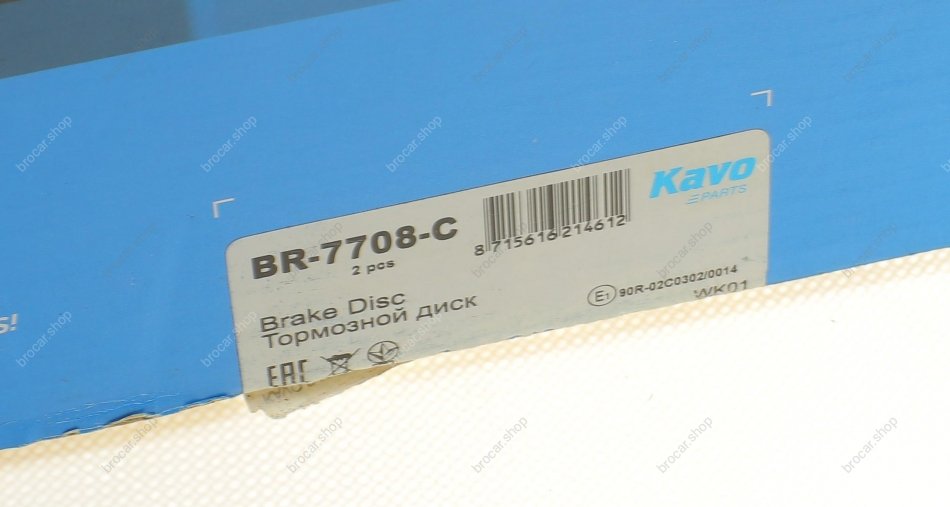 s!
Kavo
PARTS
BR-7708-C
2 pcs
8 715616 214612
Brake Disc
Тормозной диск
E1 90R-02C0302/0014
WK01
EAC
brocar.shop